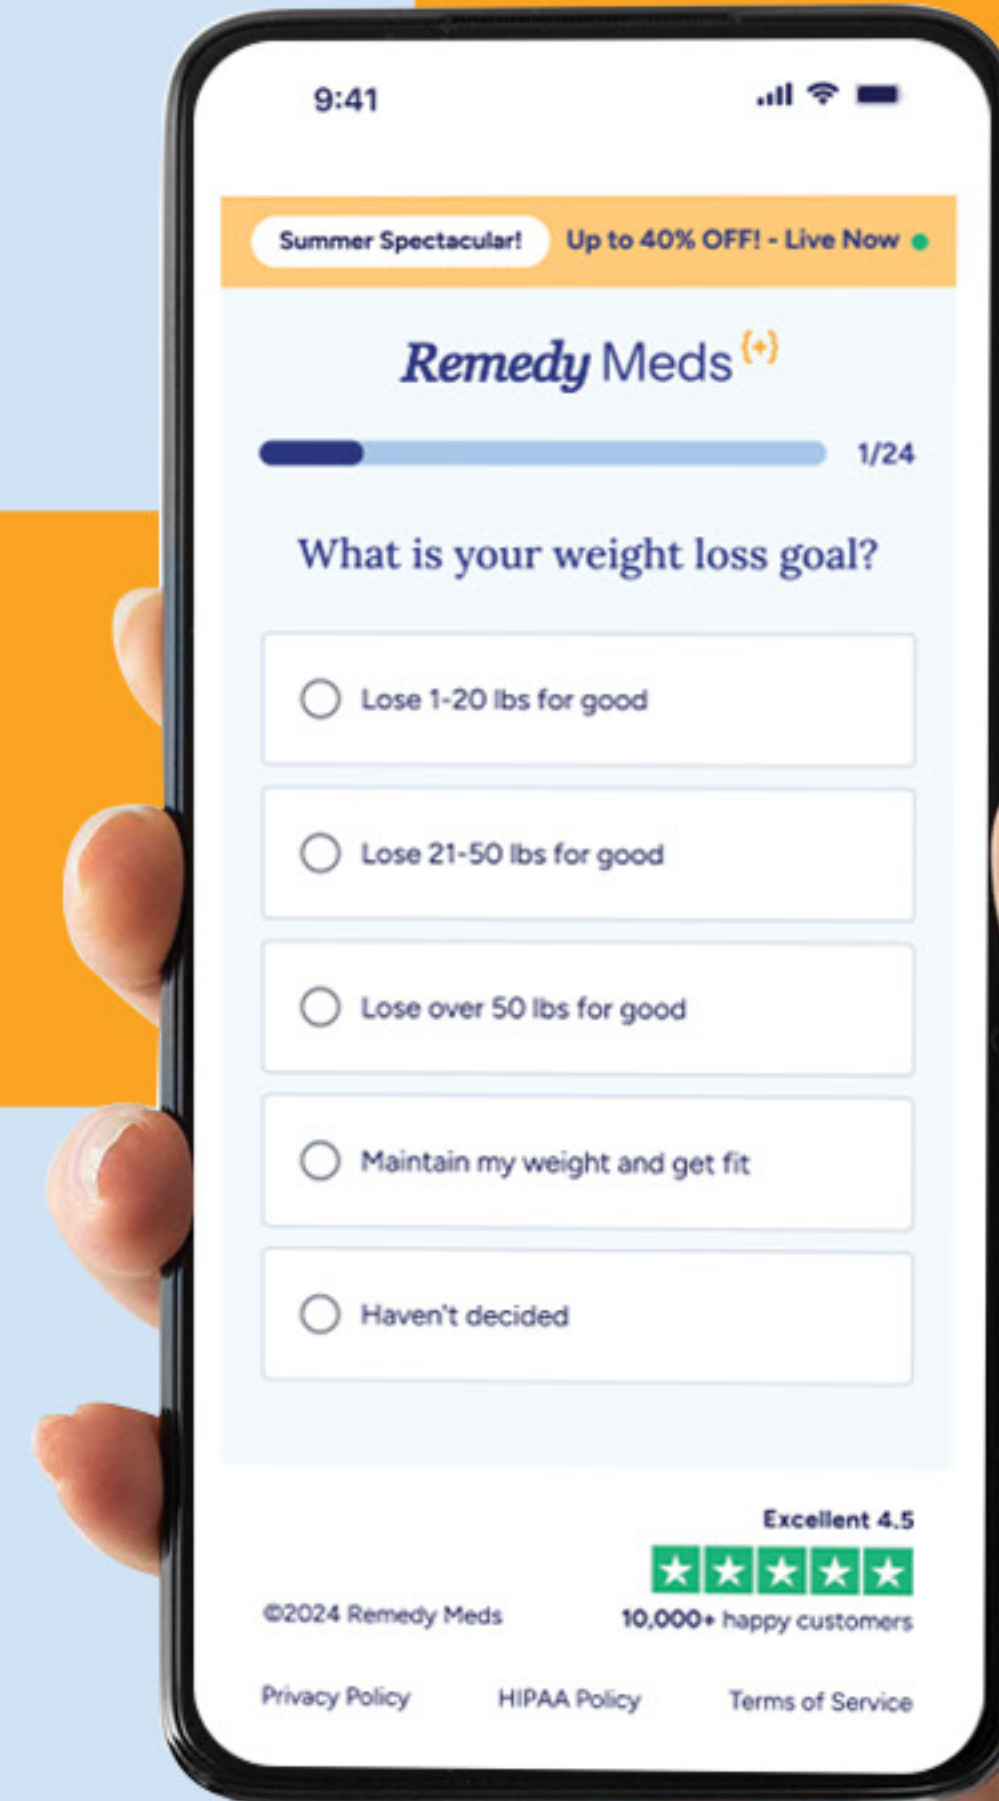 9:41
Summer Spectacular! Up to 40% OFF! - Live Now
Remedy Meds {+}
1/24
What is your weight loss goal?
Lose 1-20 lbs for good
Lose 21-50 lbs for good
Lose over 50 lbs for good
Maintain my weight and get fit
Haven't decided
Excellent 4.5
©2024 Remedy Meds
10,000+ happy customers
Privacy Policy HIPAA Policy Terms of Service